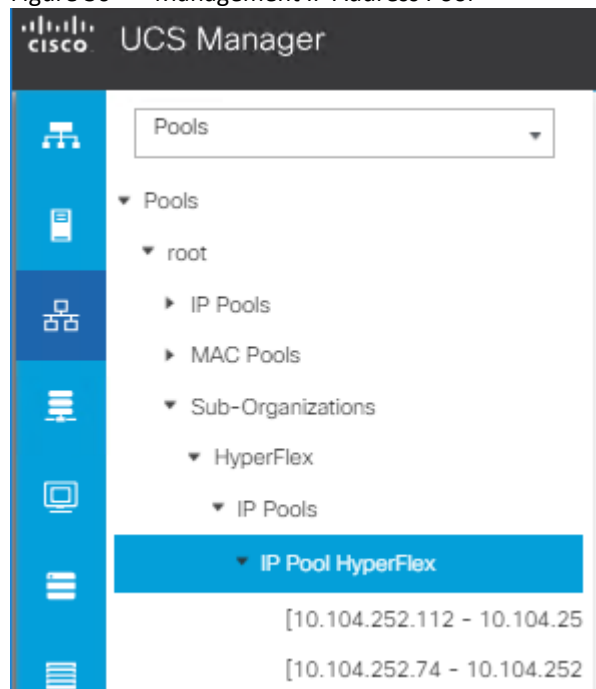 cisco UCS Manager
Pools
Pools
root
IP Pools
MAC Pools
Sub-Organizations
HyperFlex
IP Pools
IP Pool HyperFlex
[10.104.252.112 - 10.104.25
[10.104.252.74 - 10.104.252